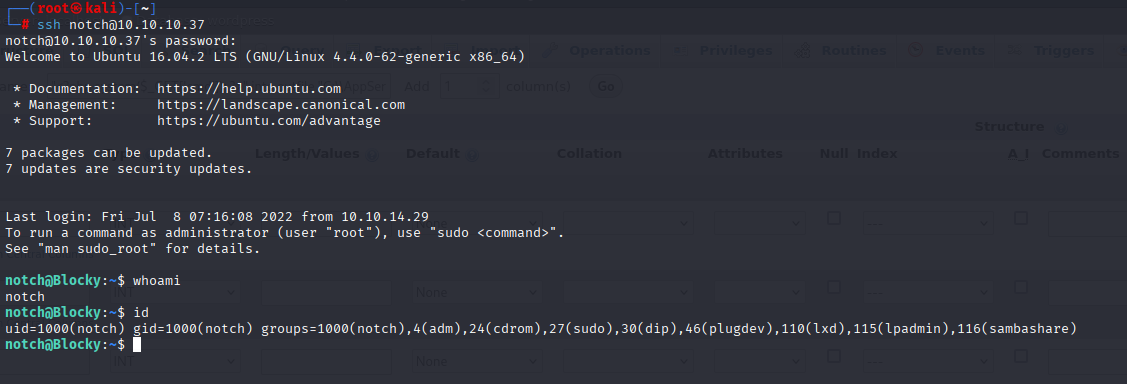 (root㉿kali)-[~]
# ssh notch@10.10.10.37
notch@10.10.10.37's password:
Welcome to Ubuntu 16.04.2 LTS (GNU/Linux 4.4.0-62-generic x86_64)
Operations Privileges Routines Events Triggers
* Documentation: https://help.ubuntu.com
Add 1 column(s) Go
* Management: https://landscape.canonical.com
* Support: https://ubuntu.com/advantage
Structure
7 packages can be updated.
Length/Values Default Collation Attributes Null Index A_I Comments
7 updates are security updates.
Last login: Fri Jul  8 07:16:08 2022 from 10.10.14.29
To run a command as administrator (user "root"), use "sudo <command>".
See "man sudo_root" for details.
notch@Blocky:~$ whoami
INT None
notch
notch@Blocky:~$ id
uid=1000(notch) gid=1000(notch) groups=1000(notch),4(adm),24(cdrom),27(sudo),30(dip),46(plugdev),110(lxd),115(lpadmin),116(sambashare)
notch@Blocky:~$
INT None